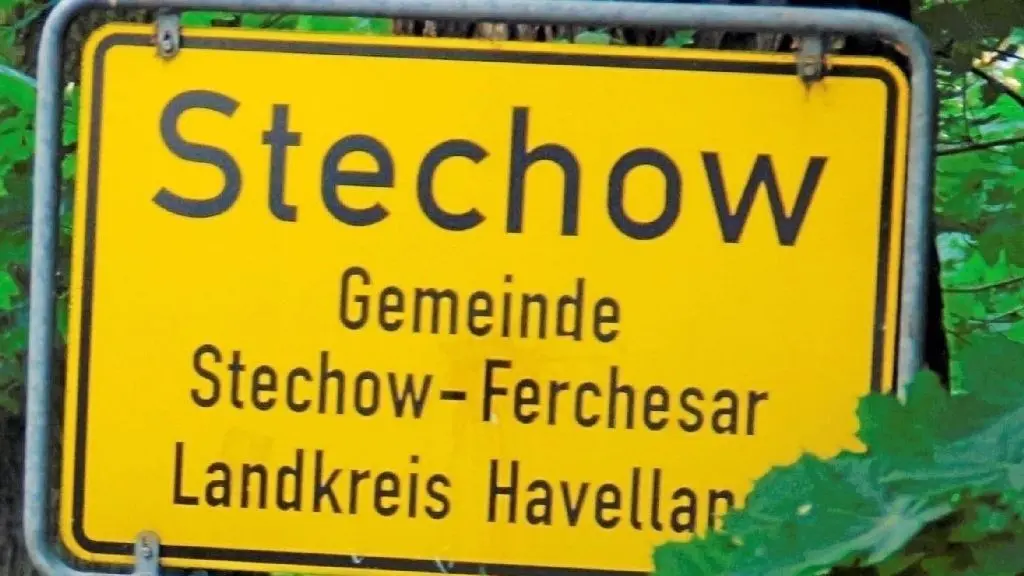 Stechow
Gemeinde
Stechow-Ferchesar
Landkreis Havellan